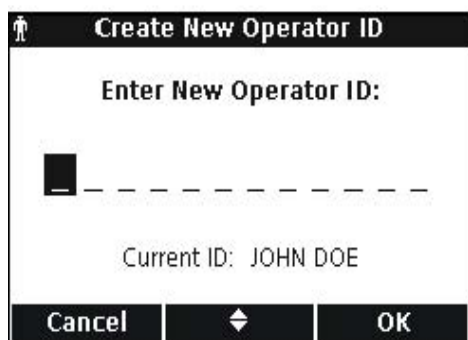 Create New Operator ID
Enter New Operator ID:
_ _ _ _ _ _ _ _ _ _ _ _
Current ID: JOHN DOE
Cancel OK